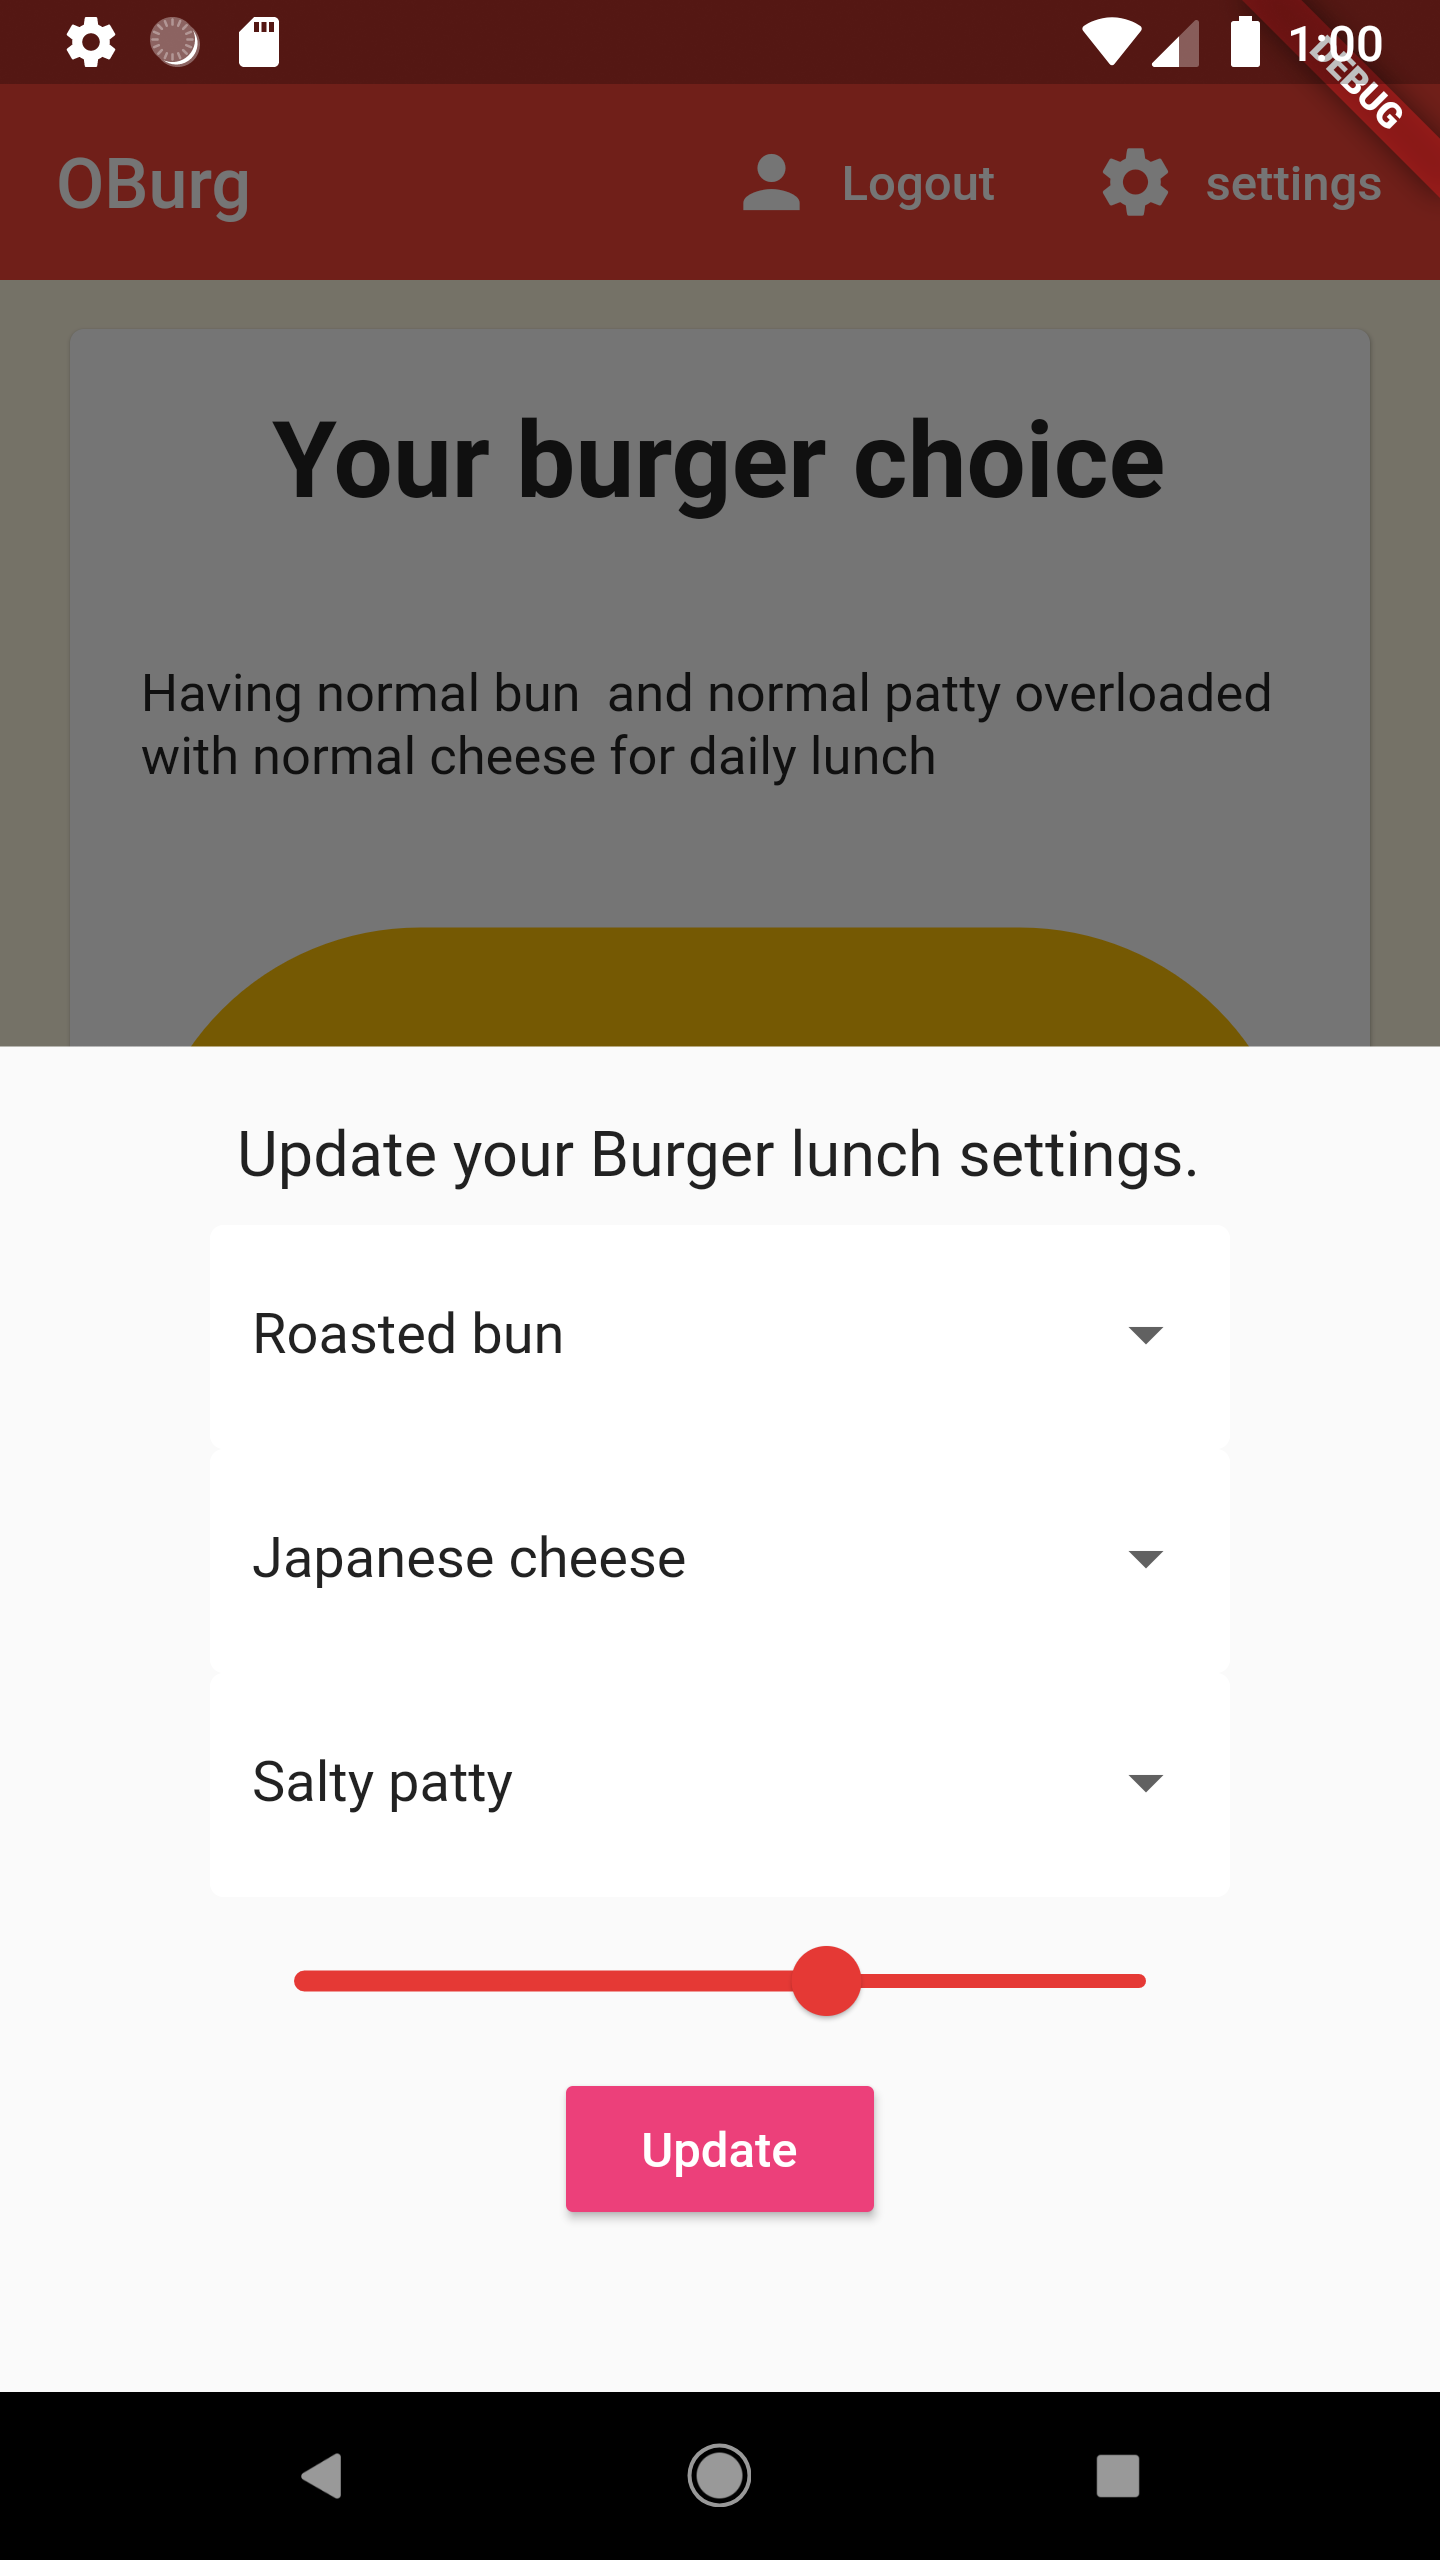 1:00
DEBUG
OBurg
Logout
settings
Your burger choice
Having normal bun  and normal patty overloaded
with normal cheese for daily lunch
Update your Burger lunch settings.
Roasted bun
Japanese cheese
Salty patty
Update